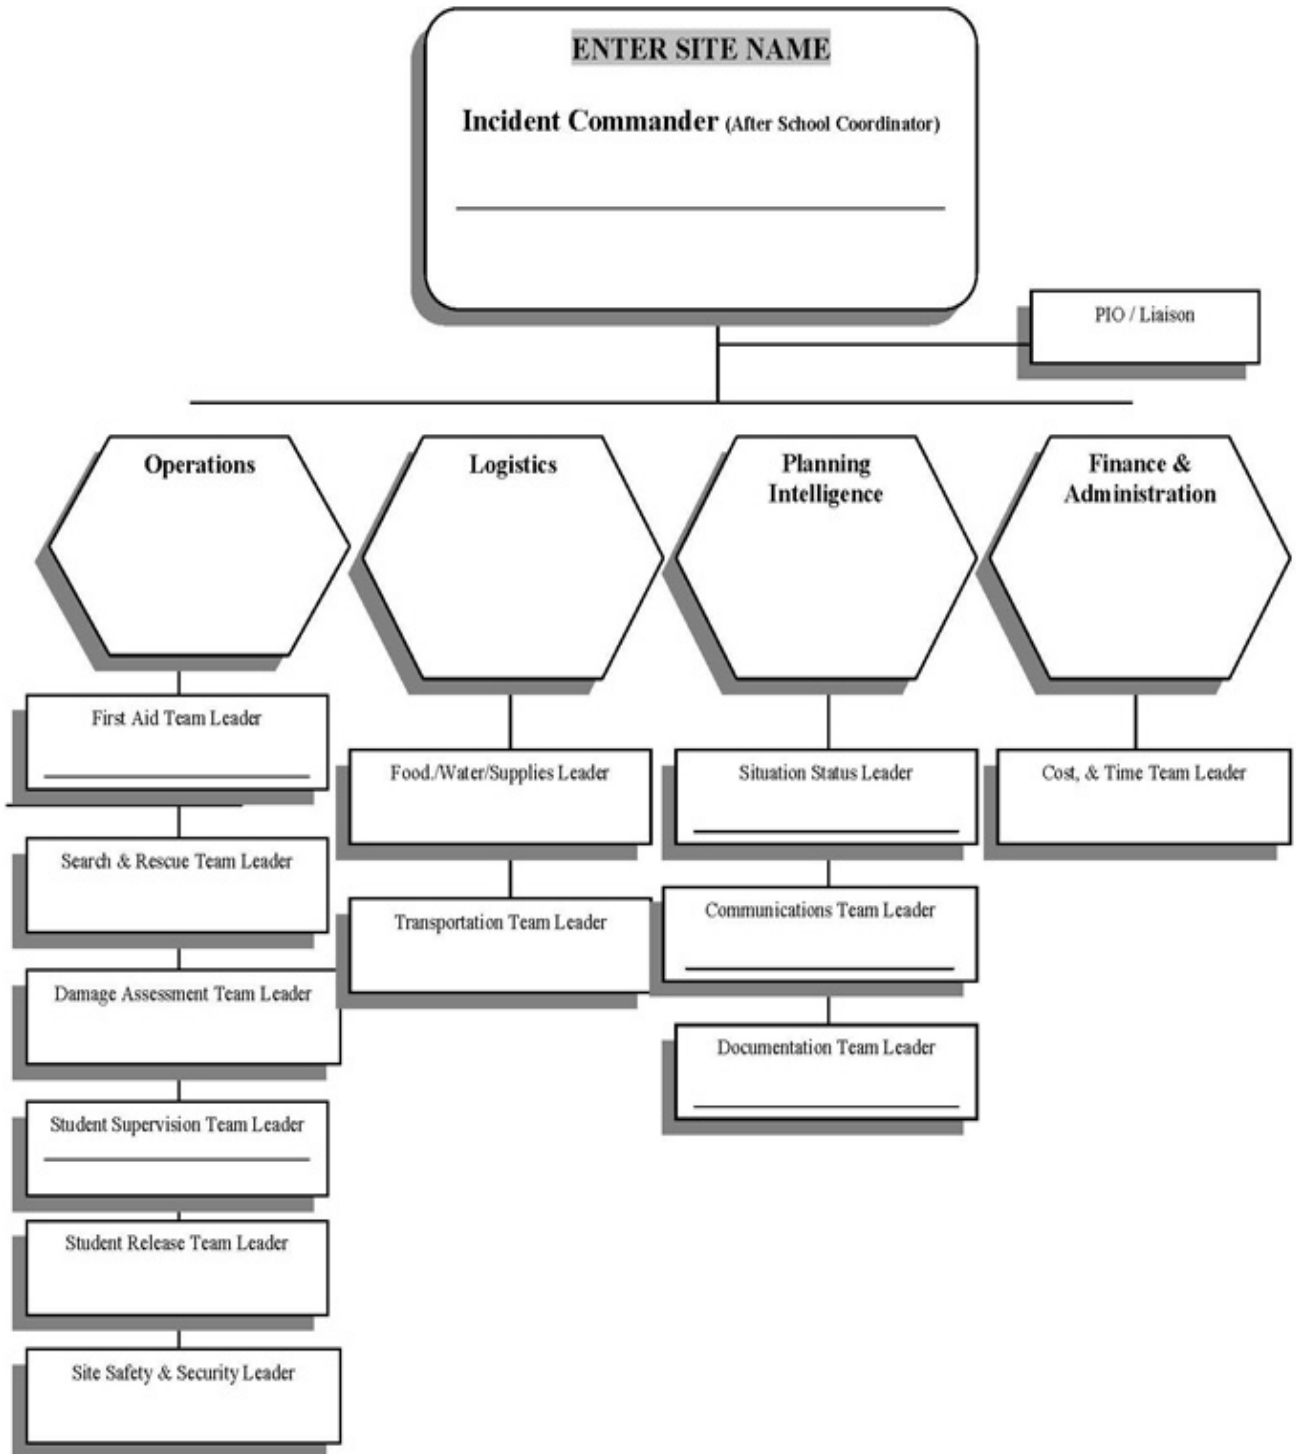 ENTER SITE NAME
Incident Commander (After School Coordinator)
PIO / Liaison
Operations
Logistics
Planning
Intelligence
Finance &
Administration
First Aid Team Leader
Search & Rescue Team Leader
Damage Assessment Team Leader
Student Supervision Team Leader
Student Release Team Leader
Site Safety & Security Leader
Food./Water/Supplies Leader
Transportation Team Leader
Situation Status Leader
Communications Team Leader
Documentation Team Leader
Cost, & Time Team Leader